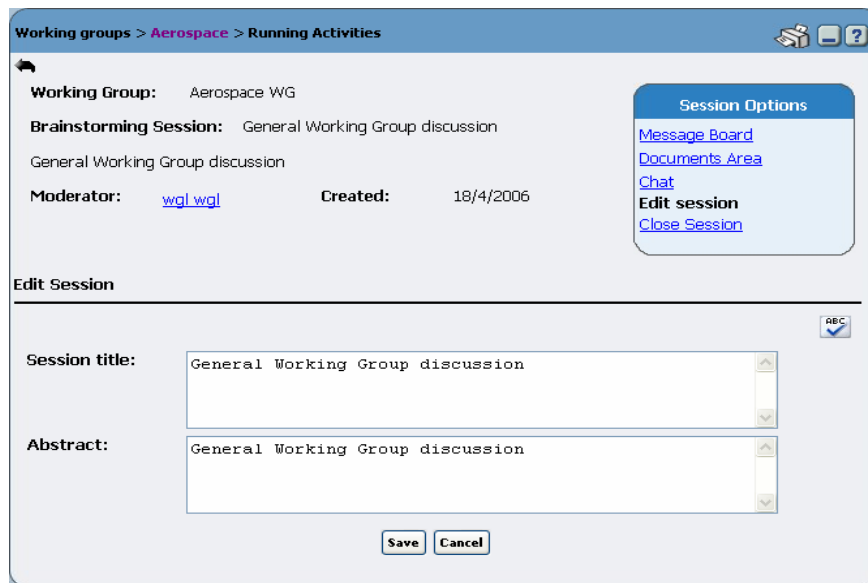 Working groups > Aerospace > Running Activities
?
Working Group: Aerospace WG
Brainstorming Session: General Working Group discussion
General Working Group discussion
Moderator: wgl wgl Created: 18/4/2006
Session Options
Message Board
Documents Area
Chat
Edit session
Close Session
Edit Session
ABC
Session title: General Working Group discussion
Abstract: General Working Group discussion
Save Cancel